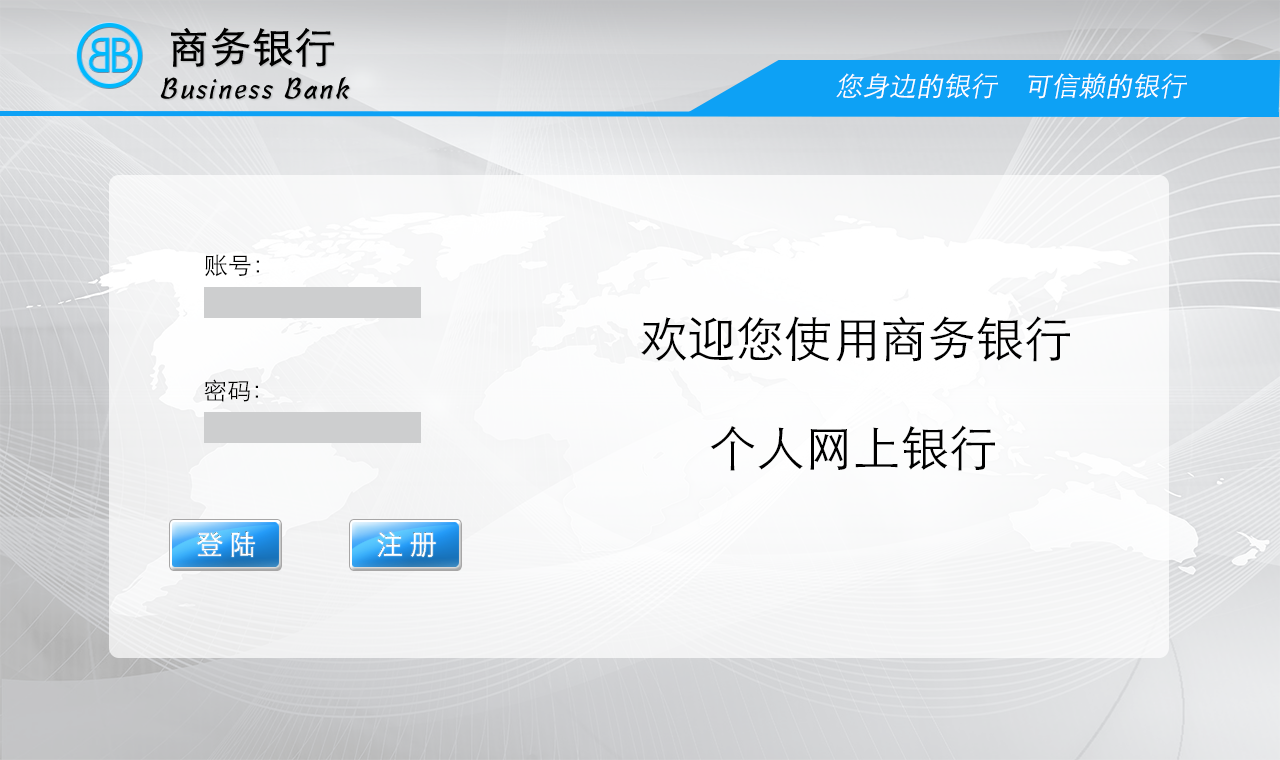 商务银行
Business Bank
您身边的银行 可信赖的银行
账号:
密码:
欢迎您使用商务银行
个人网上银行
登陆
注册